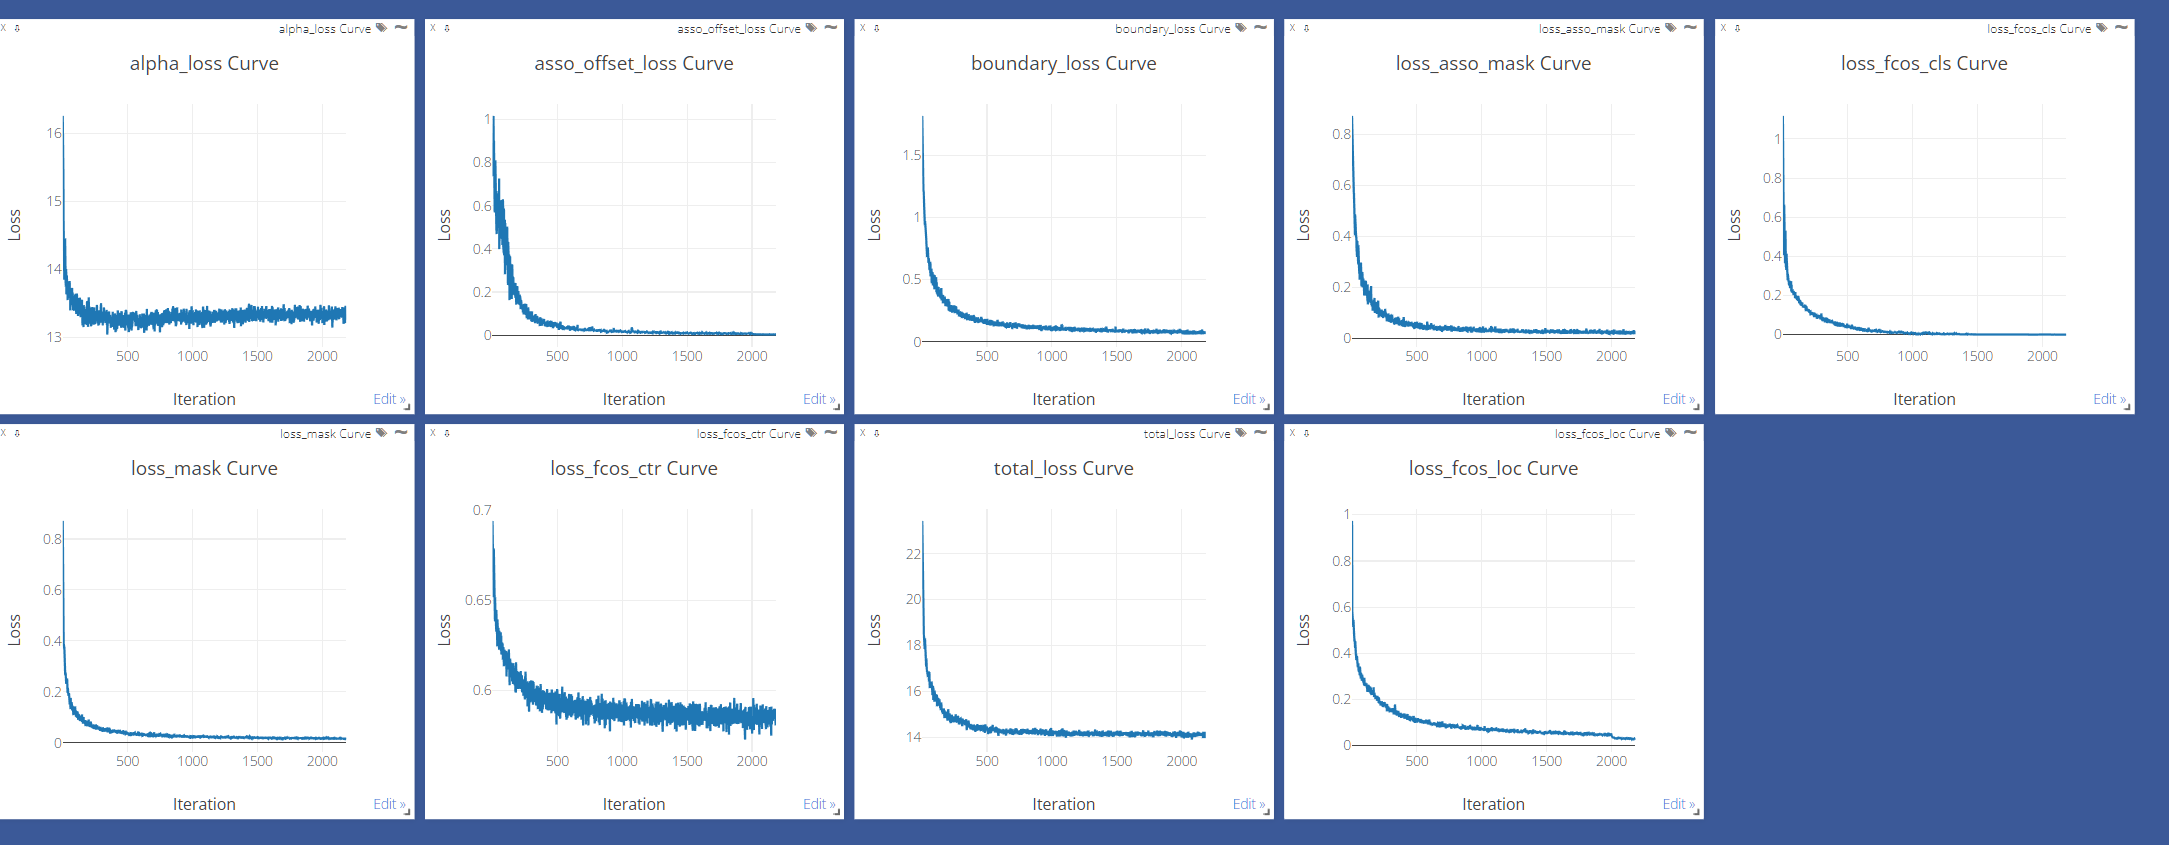 X alpha_loss Curve
alpha_loss Curve
16
15
14
13
Loss
500 1000 1500 2000
Iteration
Edit »
X asso_offset_loss Curve
asso_offset_loss Curve
1
0.8
0.6
0.4
0.2
0
Loss
500 1000 1500 2000
Iteration
Edit »
X boundary_loss Curve
boundary_loss Curve
1.5
1
0.5
0
Loss
500 1000 1500 2000
Iteration
Edit »
X loss_asso_mask Curve
loss_asso_mask Curve
0.8
0.6
0.4
0.2
0
Loss
500 1000 1500 2000
Iteration
Edit »
X loss_fcos_cls Curve
loss_fcos_cls Curve
1
0.8
0.6
0.4
0.2
0
Loss
500 1000 1500 2000
Iteration
Edit »
X loss_mask Curve
loss_mask Curve
0.8
0.6
0.4
0.2
0
Loss
500 1000 1500 2000
Iteration
Edit »
X loss_fcos_ctr Curve
loss_fcos_ctr Curve
0.7
0.65
0.6
Loss
500 1000 1500 2000
Iteration
Edit »
X total_loss Curve
total_loss Curve
22
20
18
16
14
Loss
500 1000 1500 2000
Iteration
Edit »
X loss_fcos_loc Curve
loss_fcos_loc Curve
1
0.8
0.6
0.4
0.2
0
Loss
500 1000 1500 2000
Iteration
Edit »